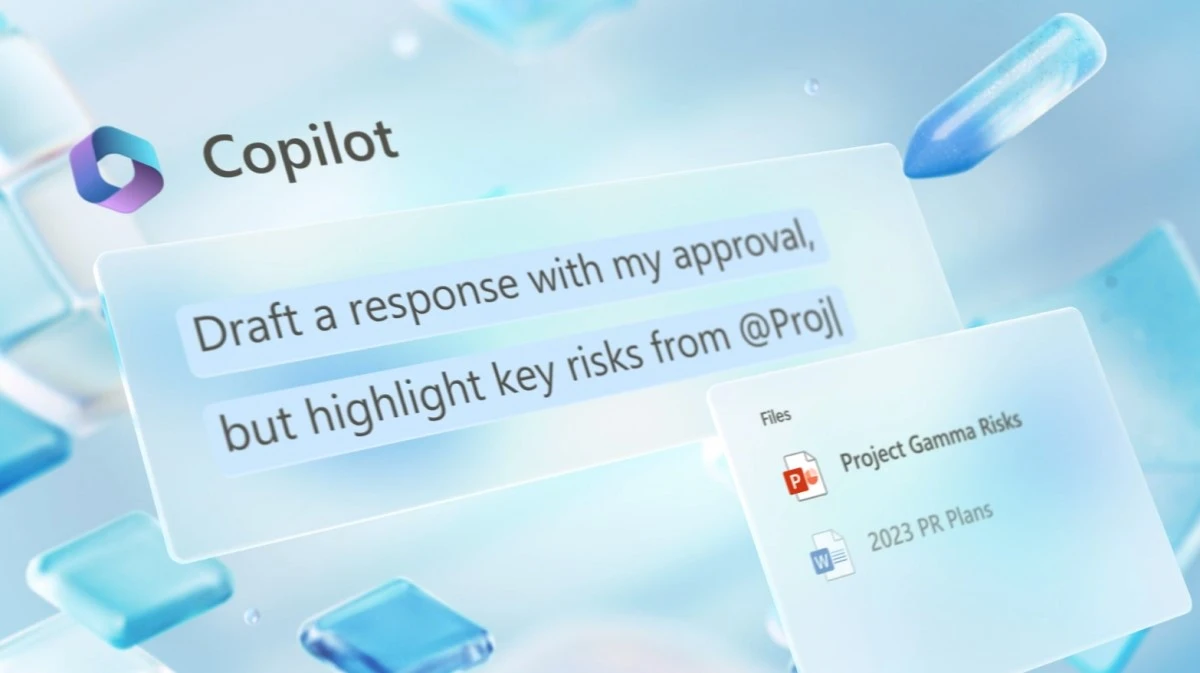 Copilot
Draft a response with my approval,
but highlight key risks from @Proj
Files
P
Project Gamma Risks
W
2023 PR Plans